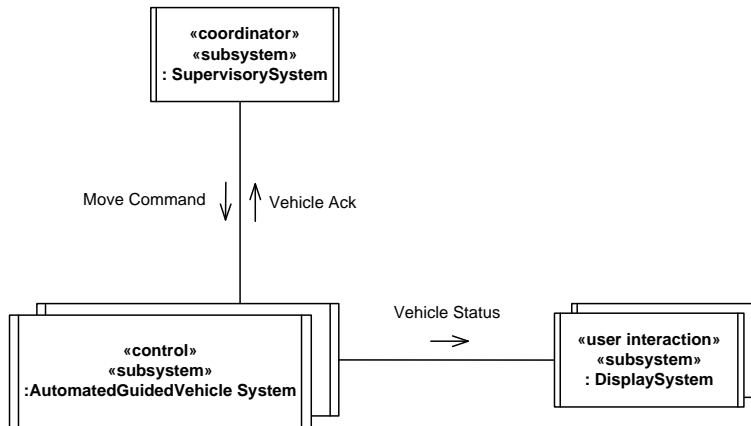 «coordinator»
«subsystem»
: SupervisorySystem
Move Command
Vehicle Ack
Vehicle Status
«control»
«subsystem»
:AutomatedGuidedVehicle System
«user interaction»
«subsystem»
: DisplaySystem